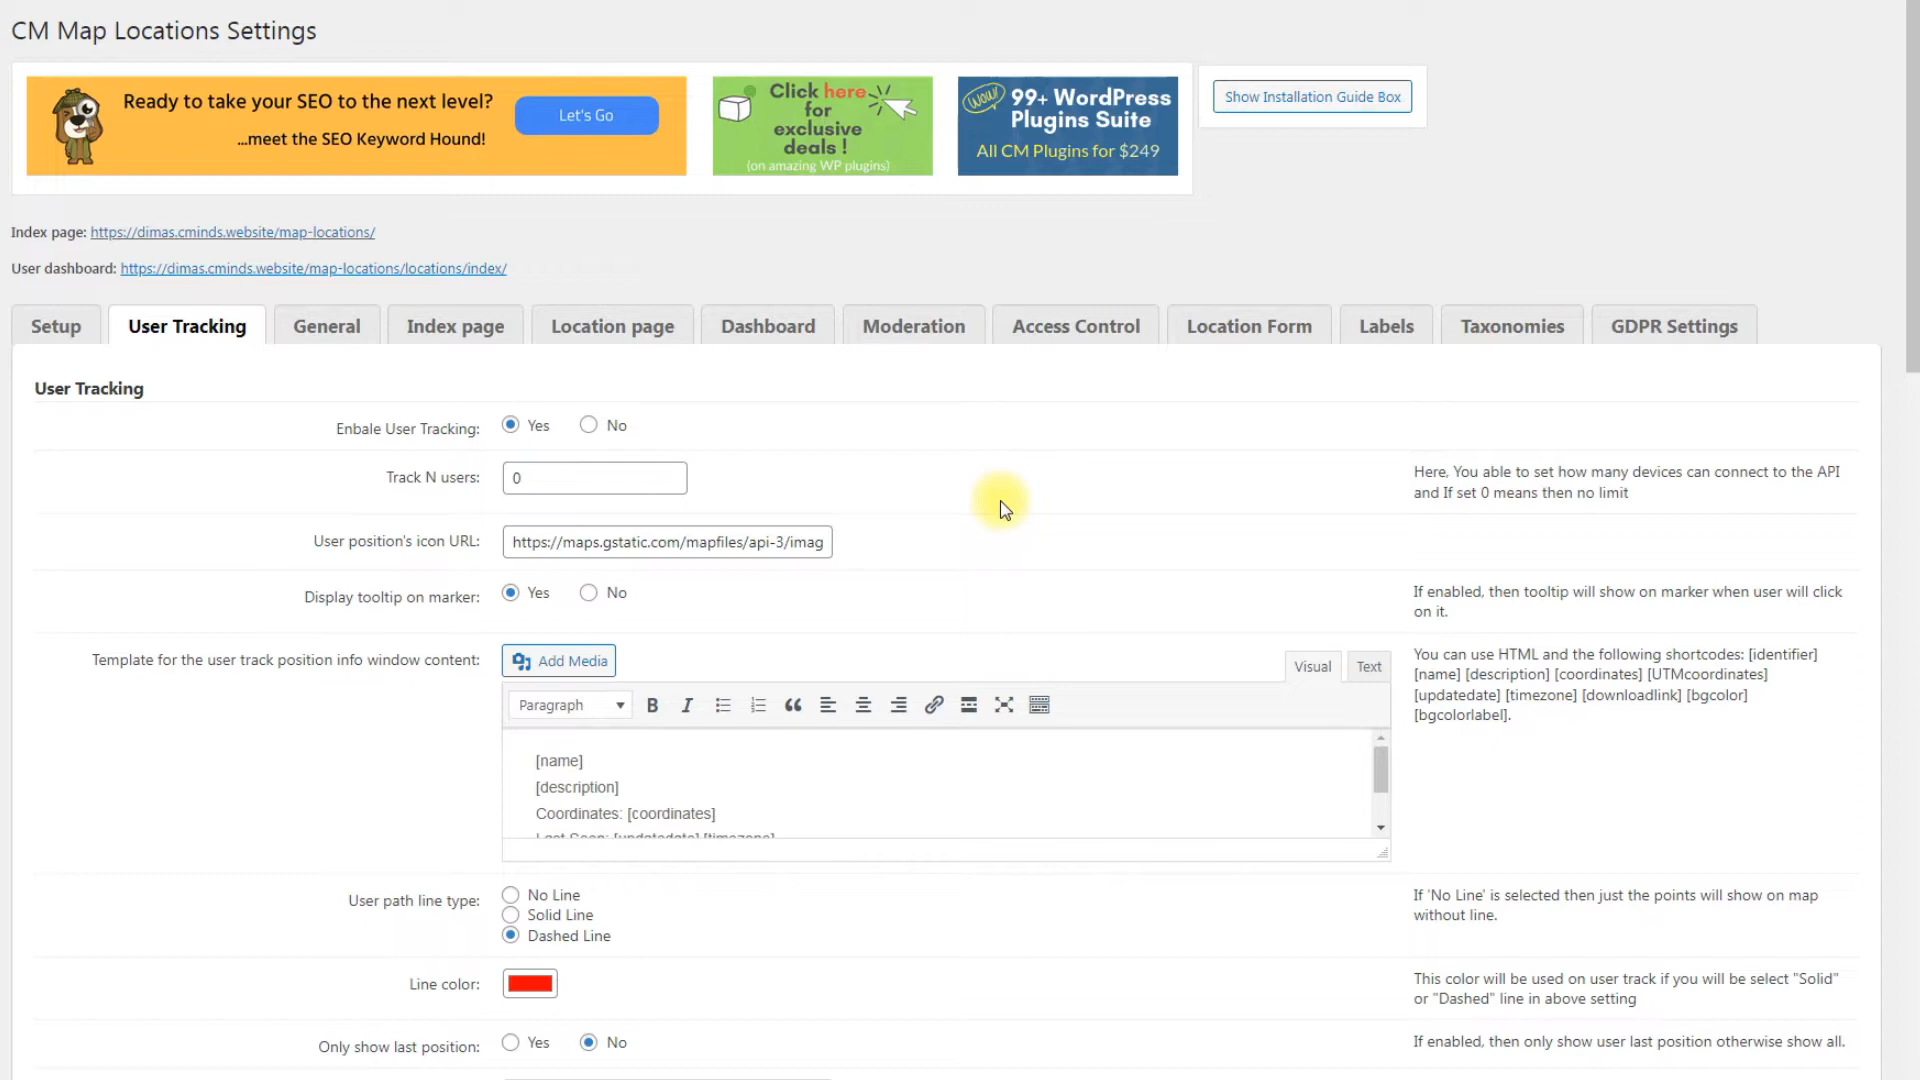 CM Map Locations Settings
Ready to take your SEO to the next level?
...meet the SEO Keyword Hound!
Let's Go
Click here
for
exclusive
deals !
(on amazing WP plugins)
WOW!
99+ WordPress
Plugins Suite
All CM Plugins for $249
Show Installation Guide Box
Index page: https://dimas.cminds.website/map-locations/
User dashboard: https://dimas.cminds.website/map-locations/locations/index/
Setup
User Tracking
General
Index page
Location page
Dashboard
Moderation
Access Control
Location Form
Labels
Taxonomies
GDPR Settings
User Tracking
Enbale User Tracking:
Yes
No
Track N users:
0
Here, You able to set how many devices can connect to the API
and If set 0 means then no limit
User position's icon URL:
https://maps.gstatic.com/mapfiles/api-3/imag
Display tooltip on marker:
Yes
No
If enabled, then tooltip will show on marker when user will click
on it.
Template for the user track position info window content:
Add Media
Visual
Text
You can use HTML and the following shortcodes: [identifier]
[name] [description] [coordinates] [UTMcoordinates]
[updatedate] [timezone] [downloadlink] [bgcolor]
[bgcolorlabel].
Paragraph
[name]
[description]
Coordinates: [coordinates]
Last Seen: [updatedate] [timezone]
User path line type:
No Line
Solid Line
Dashed Line
If 'No Line' is selected then just the points will show on map
without line.
Line color:
This color will be used on user track if you will be select "Solid"
or "Dashed" line in above setting
Only show last position:
Yes
No
If enabled, then only show user last position otherwise show all.